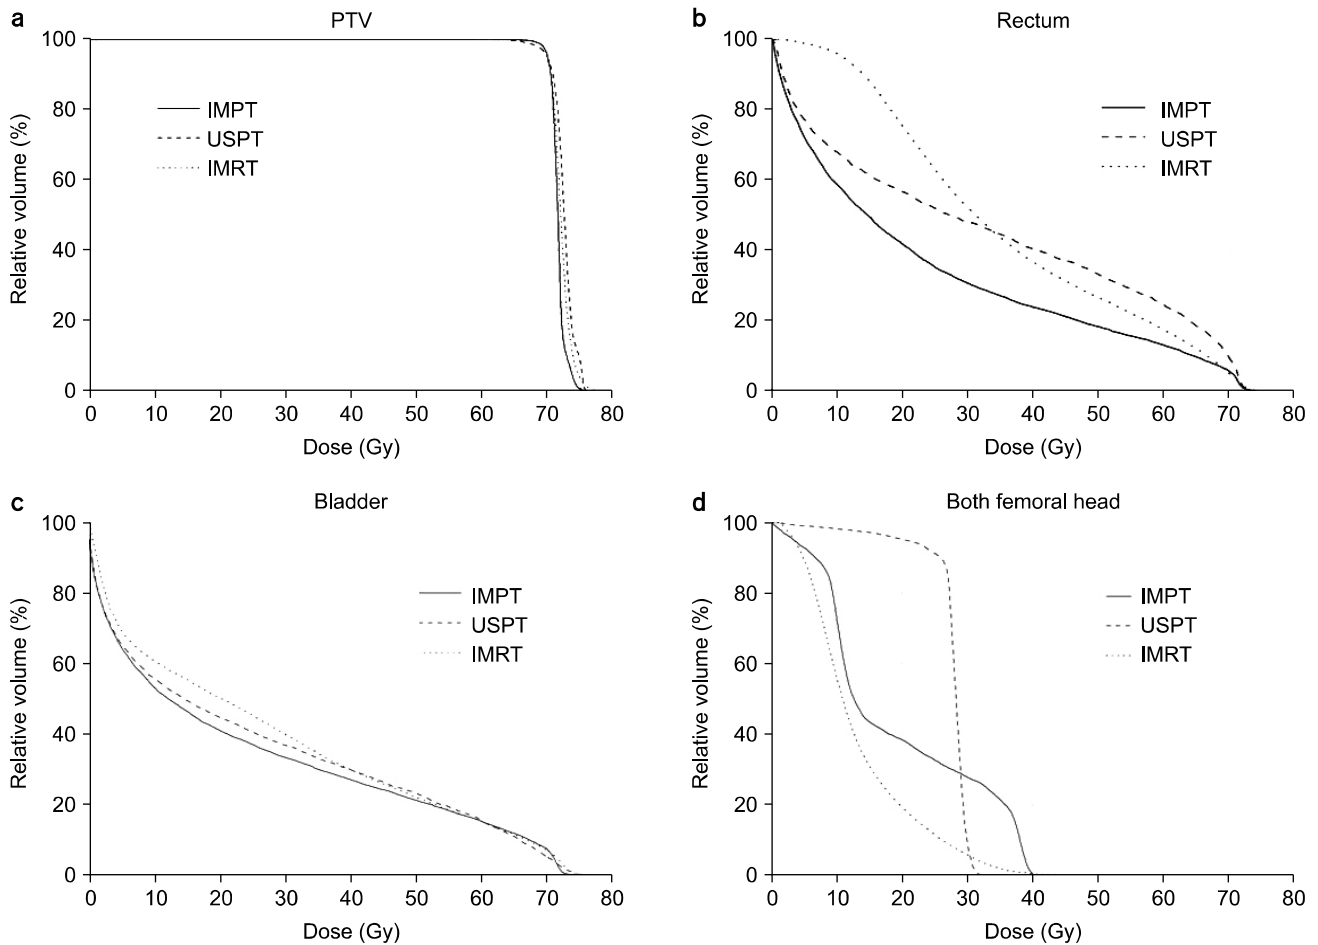 a
PTV
100
80
60
40
20
0
Relative volume (%)
IMPT
USPT
IMRT
0 10 20 30 40 50 60 70 80
Dose (Gy)
b
Rectum
100
80
60
40
20
0
Relative volume (%)
IMPT
USPT
IMRT
0 10 20 30 40 50 60 70 80
Dose (Gy)
c
Bladder
100
80
60
40
20
0
Relative volume (%)
IMPT
USPT
IMRT
0 10 20 30 40 50 60 70 80
Dose (Gy)
d
Both femoral head
100
80
60
40
20
0
Relative volume (%)
IMPT
USPT
IMRT
0 10 20 30 40 50 60 70 80
Dose (Gy)